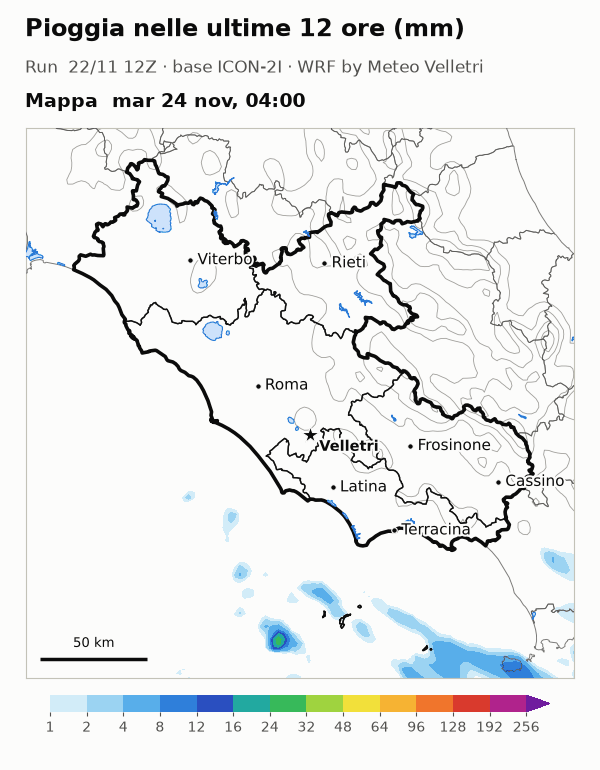 Pioggia nelle ultime 12 ore (mm)
Run 22/11 12Z · base ICON-2I · WRF by Meteo Velletri
Mappa mar 24 nov, 04:00
Viterbo
Rieti
Roma
Velletri
Frosinone
Latina
Cassino
Terracina
50 km
1 2 4 8 12 16 24 32 48 64 96 128 192 256